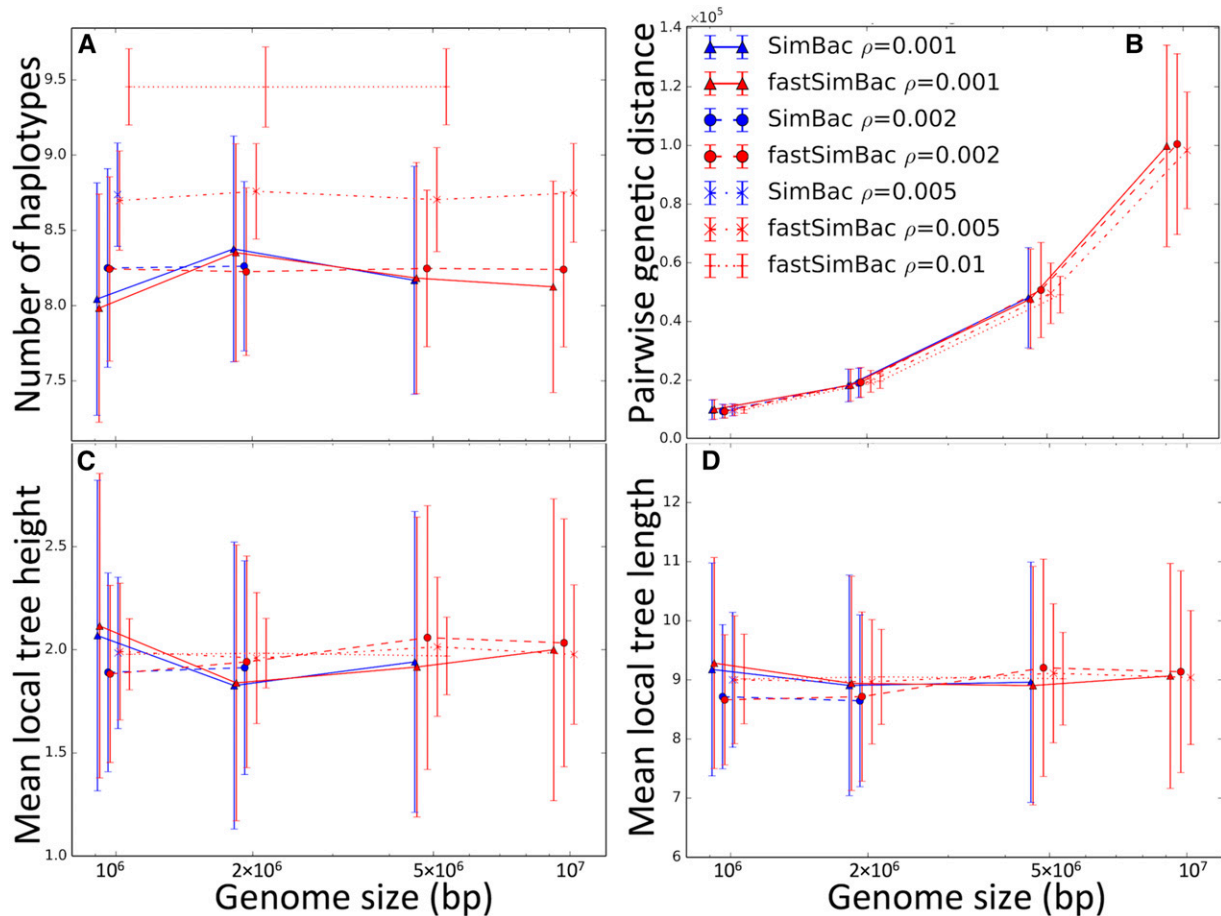 A
Number of haplotypes
9.5
9.0
8.5
8.0
7.5
×10⁵
B
Pairwise genetic distance
1.4
1.2
1.0
0.8
0.6
0.4
0.2
0.0
SimBac ρ=0.001
fastSimBac ρ=0.001
SimBac ρ=0.002
fastSimBac ρ=0.002
SimBac ρ=0.005
fastSimBac ρ=0.005
fastSimBac ρ=0.01
C
Mean local tree height
2.5
2.0
1.5
1.0
10⁶
2×10⁶
5×10⁶
10⁷
Genome size (bp)
D
Mean local tree length
12
11
10
9
8
7
6
10⁶
2×10⁶
5×10⁶
10⁷
Genome size (bp)